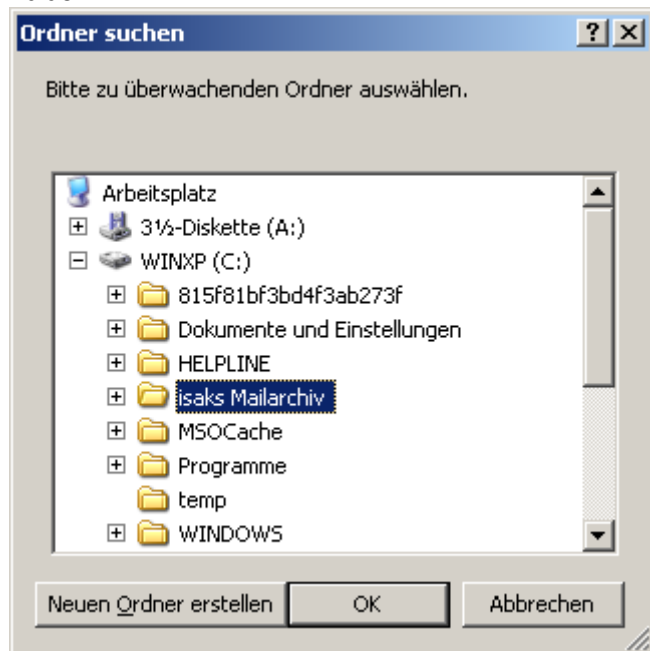 Ordner suchen
Bitte zu überwachenden Ordner auswählen.
Arbeitsplatz
3½-Diskette (A:)
WINXP (C:)
815f81bf3bd4f3ab273f
Dokumente und Einstellungen
HELPLINE
isaks Mailarchiv
MSOCache
Programme
temp
WINDOWS
Neuen Ordner erstellen OK Abbrechen